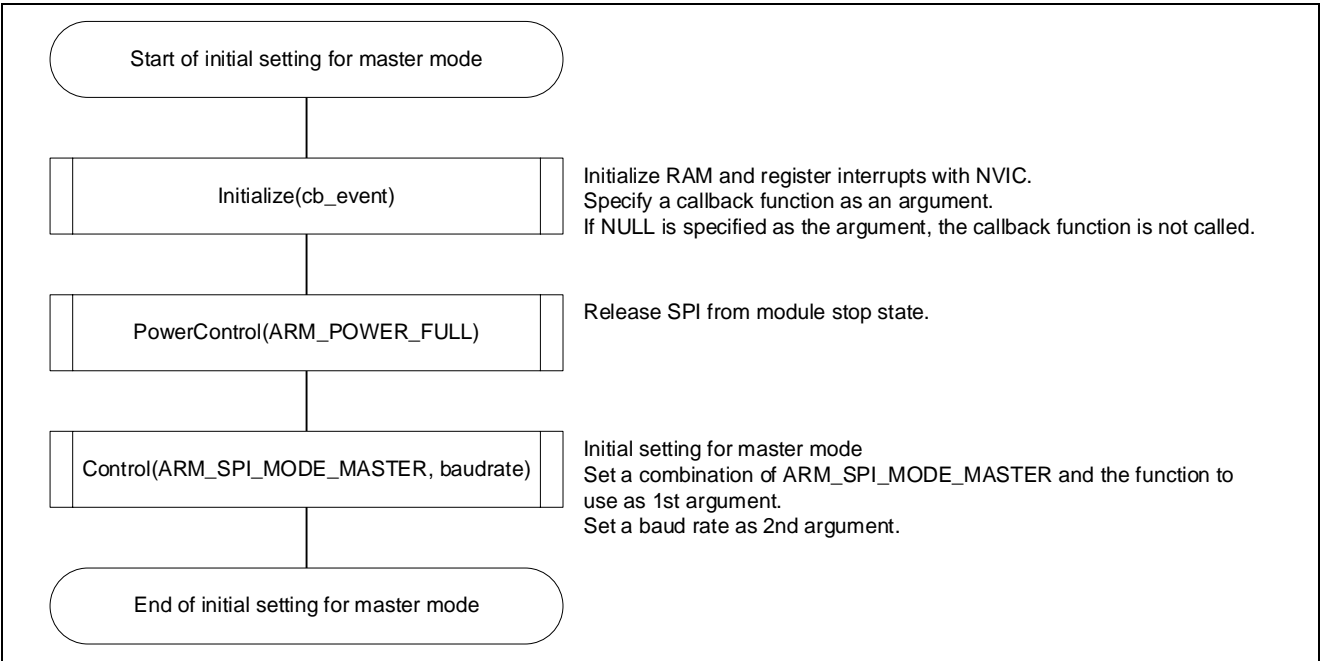 Start of initial setting for master mode
Initialize(cb_event)
Initialize RAM and register interrupts with NVIC.
Specify a callback function as an argument.
If NULL is specified as the argument, the callback function is not called.
PowerControl(ARM_POWER_FULL)
Release SPI from module stop state.
Control(ARM_SPI_MODE_MASTER, baudrate)
Initial setting for master mode
Set a combination of ARM_SPI_MODE_MASTER and the function to
use as 1st argument.
Set a baud rate as 2nd argument.
End of initial setting for master mode